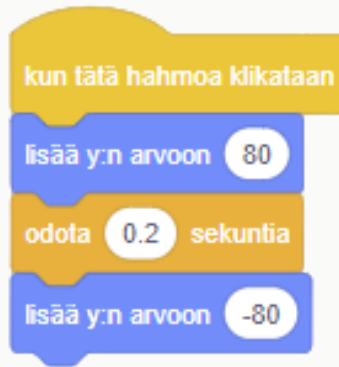 kun tätä hahmoa klikataan
lisää y:n arvoon 80
odota 0.2 sekuntia
lisää y:n arvoon -80